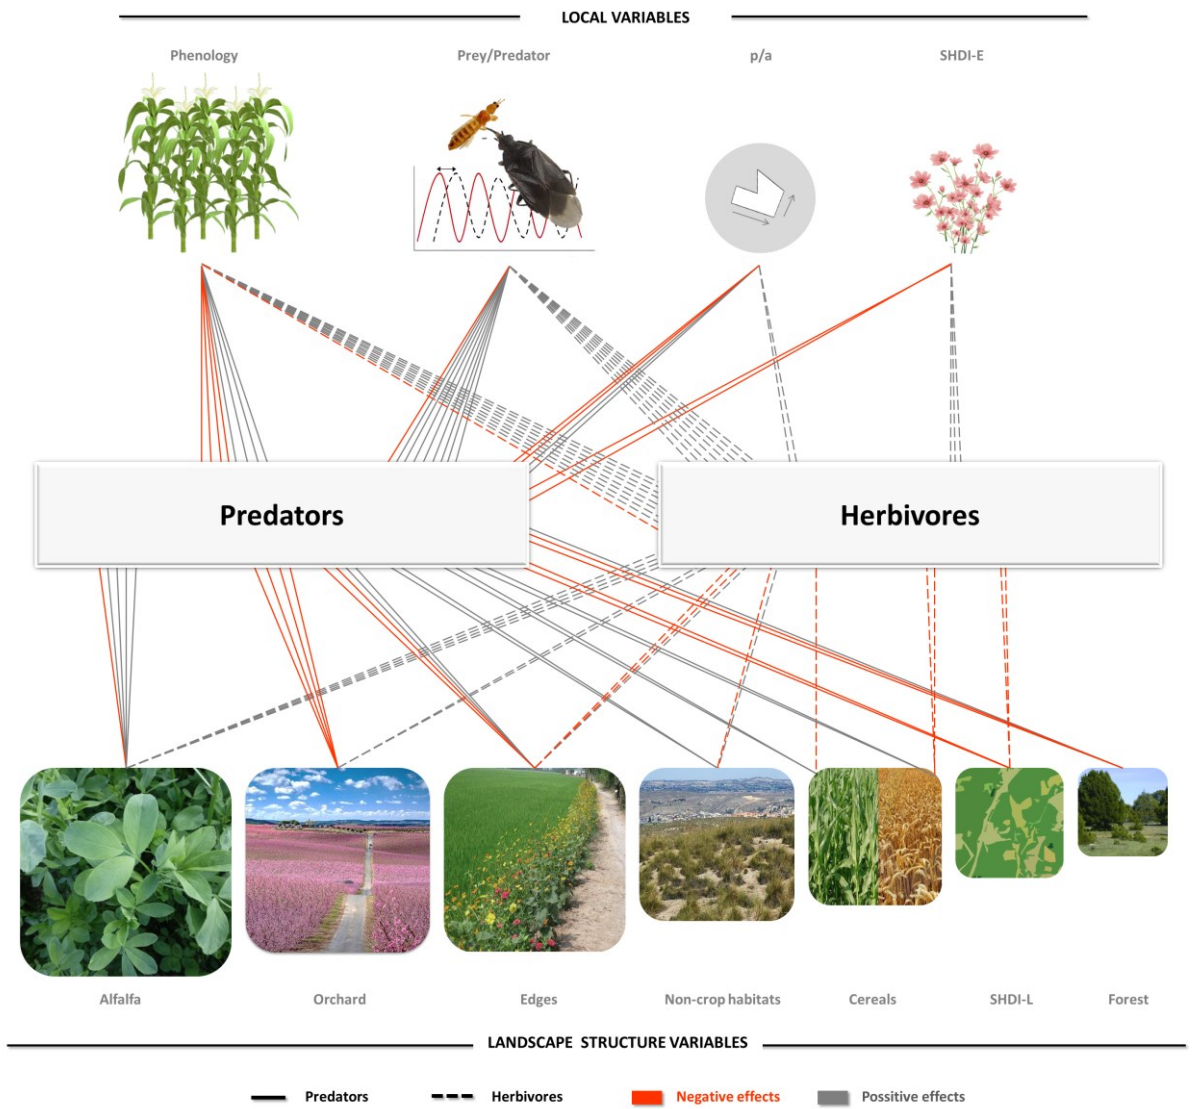 LOCAL VARIABLES
Phenology
Prey/Predator
p/a
SHDI-E
Predators
Herbivores
Alfalfa
Orchard
Edges
Non-crop habitats
Cereals
SHDI-L
Forest
LANDSCAPE STRUCTURE VARIABLES
Predators
Herbivores
Negative effects
Possitive effects